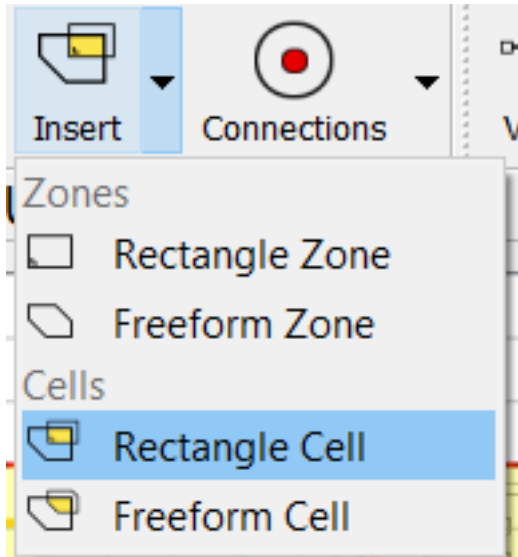 Insert
Connections
Zones
Rectangle Zone
Freeform Zone
Cells
Rectangle Cell
Freeform Cell